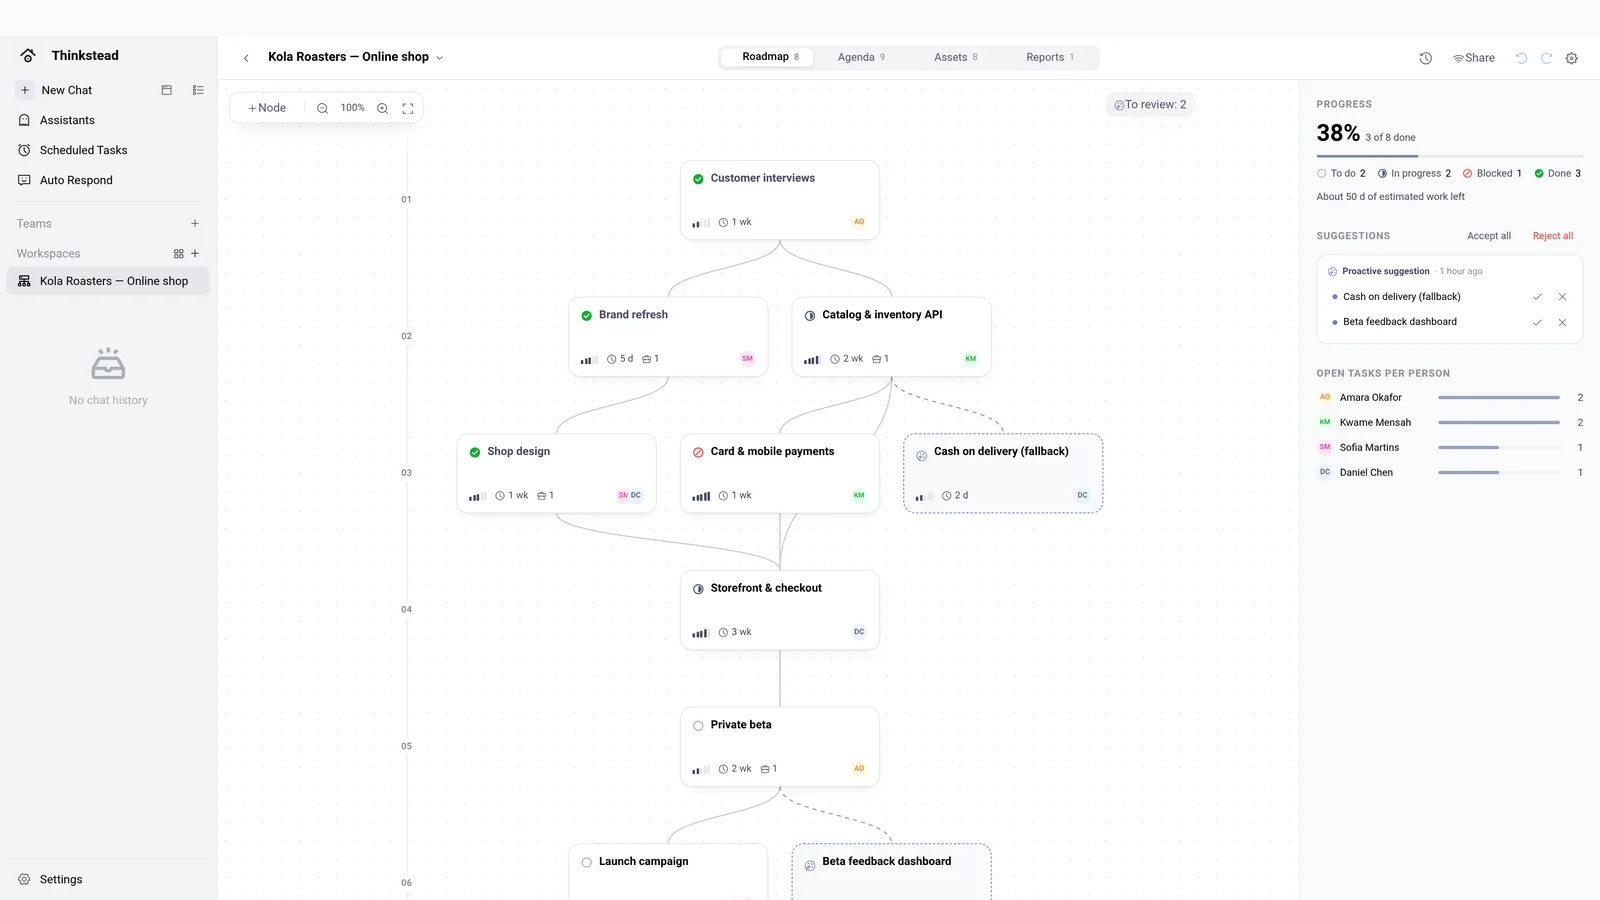 Thinkstead
New Chat
Assistants
Scheduled Tasks
Auto Respond
Teams
Workspaces
Kola Roasters — Online shop
No chat history
Settings
Kola Roasters — Online shop
Roadmap 8
Agenda 9
Assets 8
Reports 1
Share
Node
100%
To review: 2
01
Customer interviews
1 wk
AO
02
Brand refresh
5 d
1
SM
Catalog & inventory API
2 wk
1
KM
03
Shop design
1 wk
1
SM
DC
Card & mobile payments
1 wk
KM
Cash on delivery (fallback)
2 d
DC
04
Storefront & checkout
3 wk
DC
05
Private beta
2 wk
1
AO
06
Launch campaign
Beta feedback dashboard
PROGRESS
38% 3 of 8 done
To do 2
In progress 2
Blocked 1
Done 3
About 50 d of estimated work left
SUGGESTIONS
Accept all
Reject all
Proactive suggestion · 1 hour ago
Cash on delivery (fallback)
Beta feedback dashboard
OPEN TASKS PER PERSON
AO Amara Okafor 2
KM Kwame Mensah 2
SM Sofia Martins 1
DC Daniel Chen 1